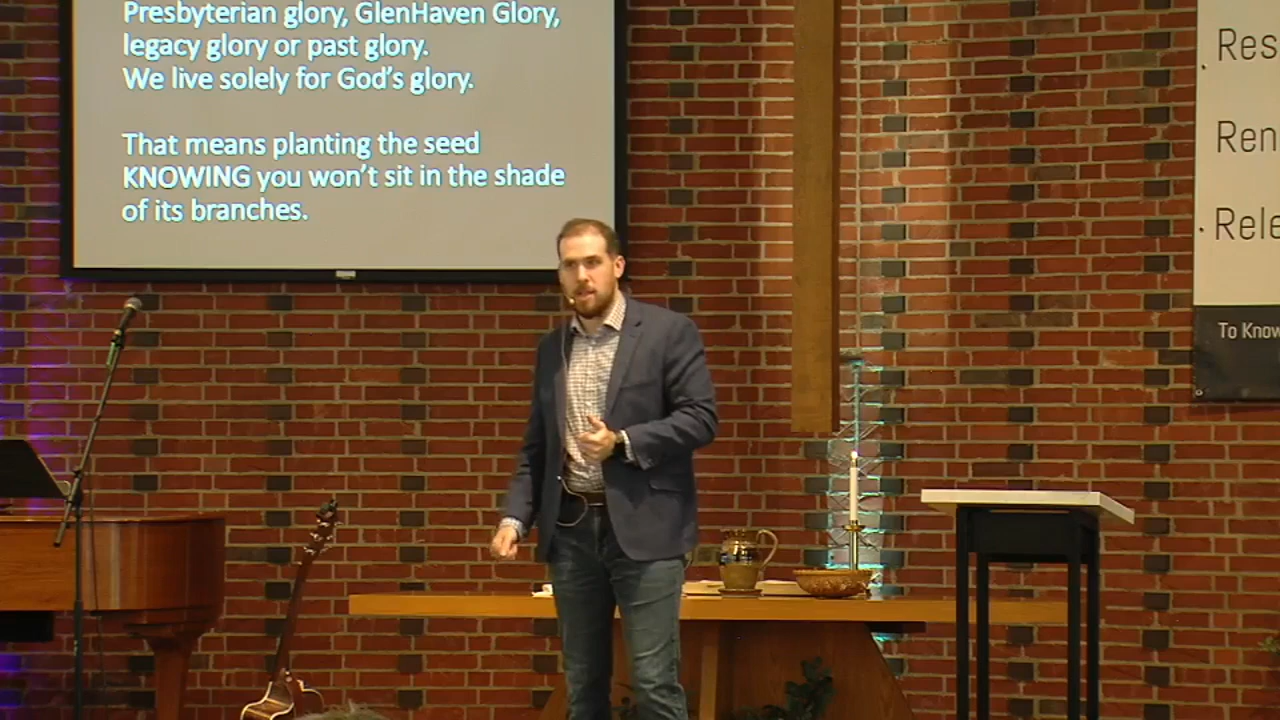 Presbyterian glory, GlenHaven Glory,
legacy glory or past glory.
We live solely for God's glory.
That means planting the seed
KNOWING you won't sit in the shade
of its branches.
Res
Ren
Rele
To Know